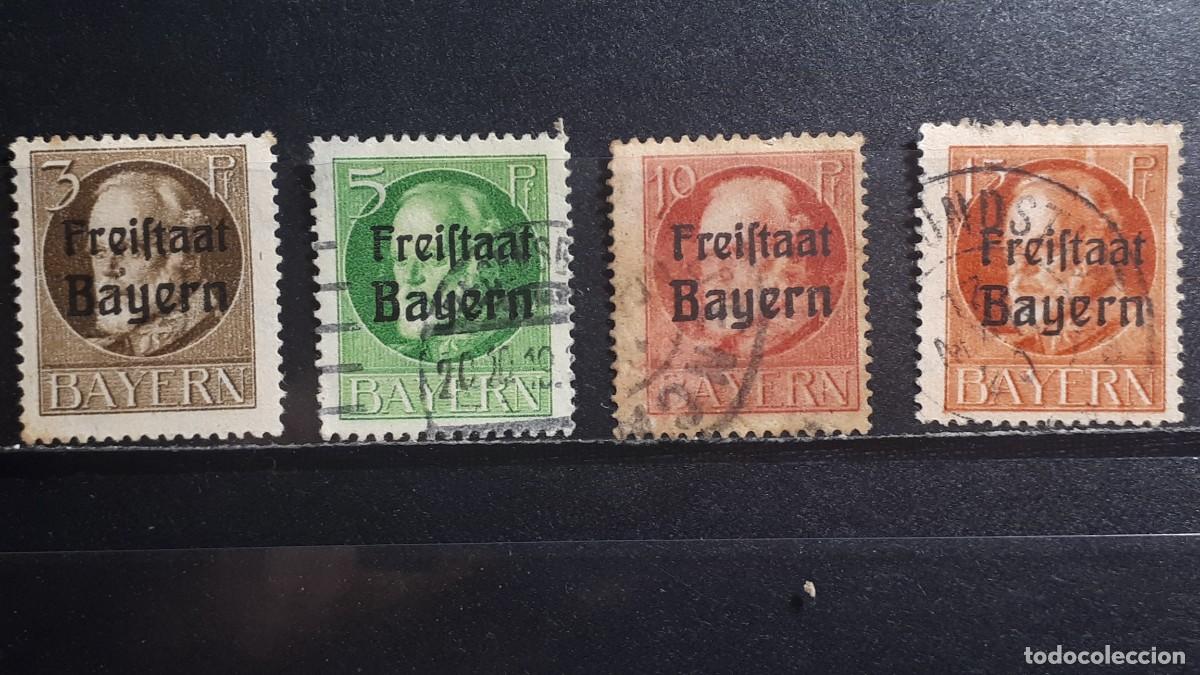 3 Pf
Freiſtaat
Bayern
BAYERN
5 Pf
Freiſtaat
Bayern
BAYERN
10 Pf
Freiſtaat
Bayern
BAYERN
15 Pf
Freiſtaat
Bayern
BAYERN
todocoleccion